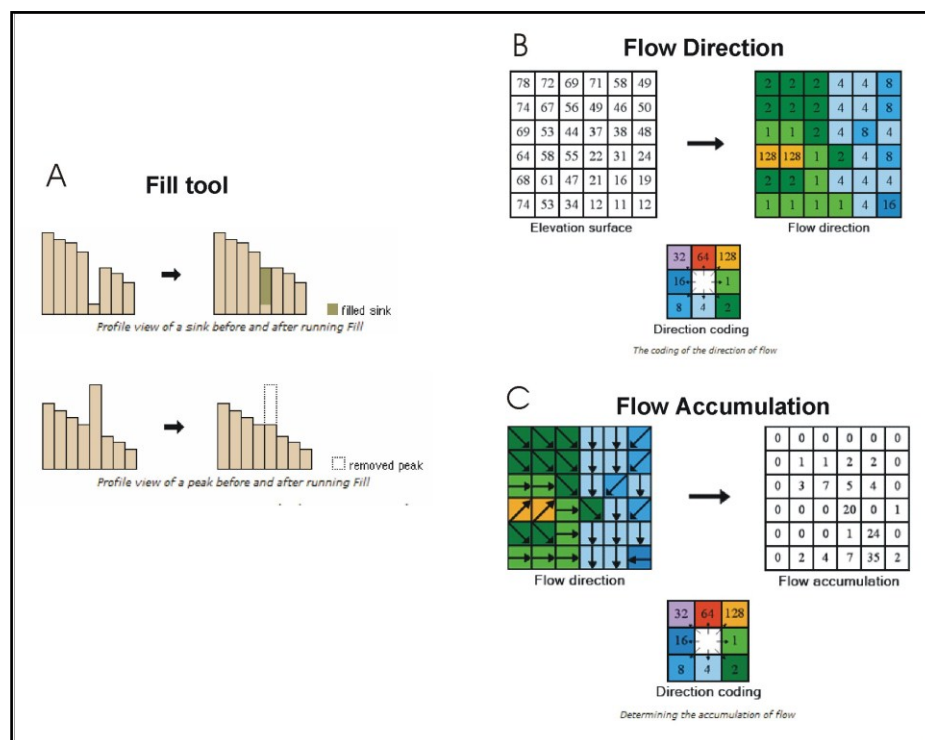 A
Fill tool
filled sink
Profile view of a sink before and after running Fill
removed peak
Profile view of a peak before and after running Fill
B
Flow Direction
78 72 69 71 58 49
74 67 56 49 46 50
69 53 44 37 38 48
64 58 55 22 31 24
68 61 47 21 16 19
74 53 34 12 11 12
Elevation surface
2 2 2 4 4 8
2 2 2 4 4 8
1 1 2 4 8 4
128 128 1 2 4 8
2 2 1 4 4 4
1 1 1 1 4 16
Flow direction
32 64 128
16 1
8 4 2
Direction coding
The coding of the direction of flow
C
Flow Accumulation
Flow direction
0 0 0 0 0 0
0 1 1 2 2 0
0 3 7 5 4 0
0 0 0 20 0 1
0 0 0 1 24 0
0 2 4 7 35 2
Flow accumulation
32 64 128
16 1
8 4 2
Direction coding
Determining the accumulation of flow